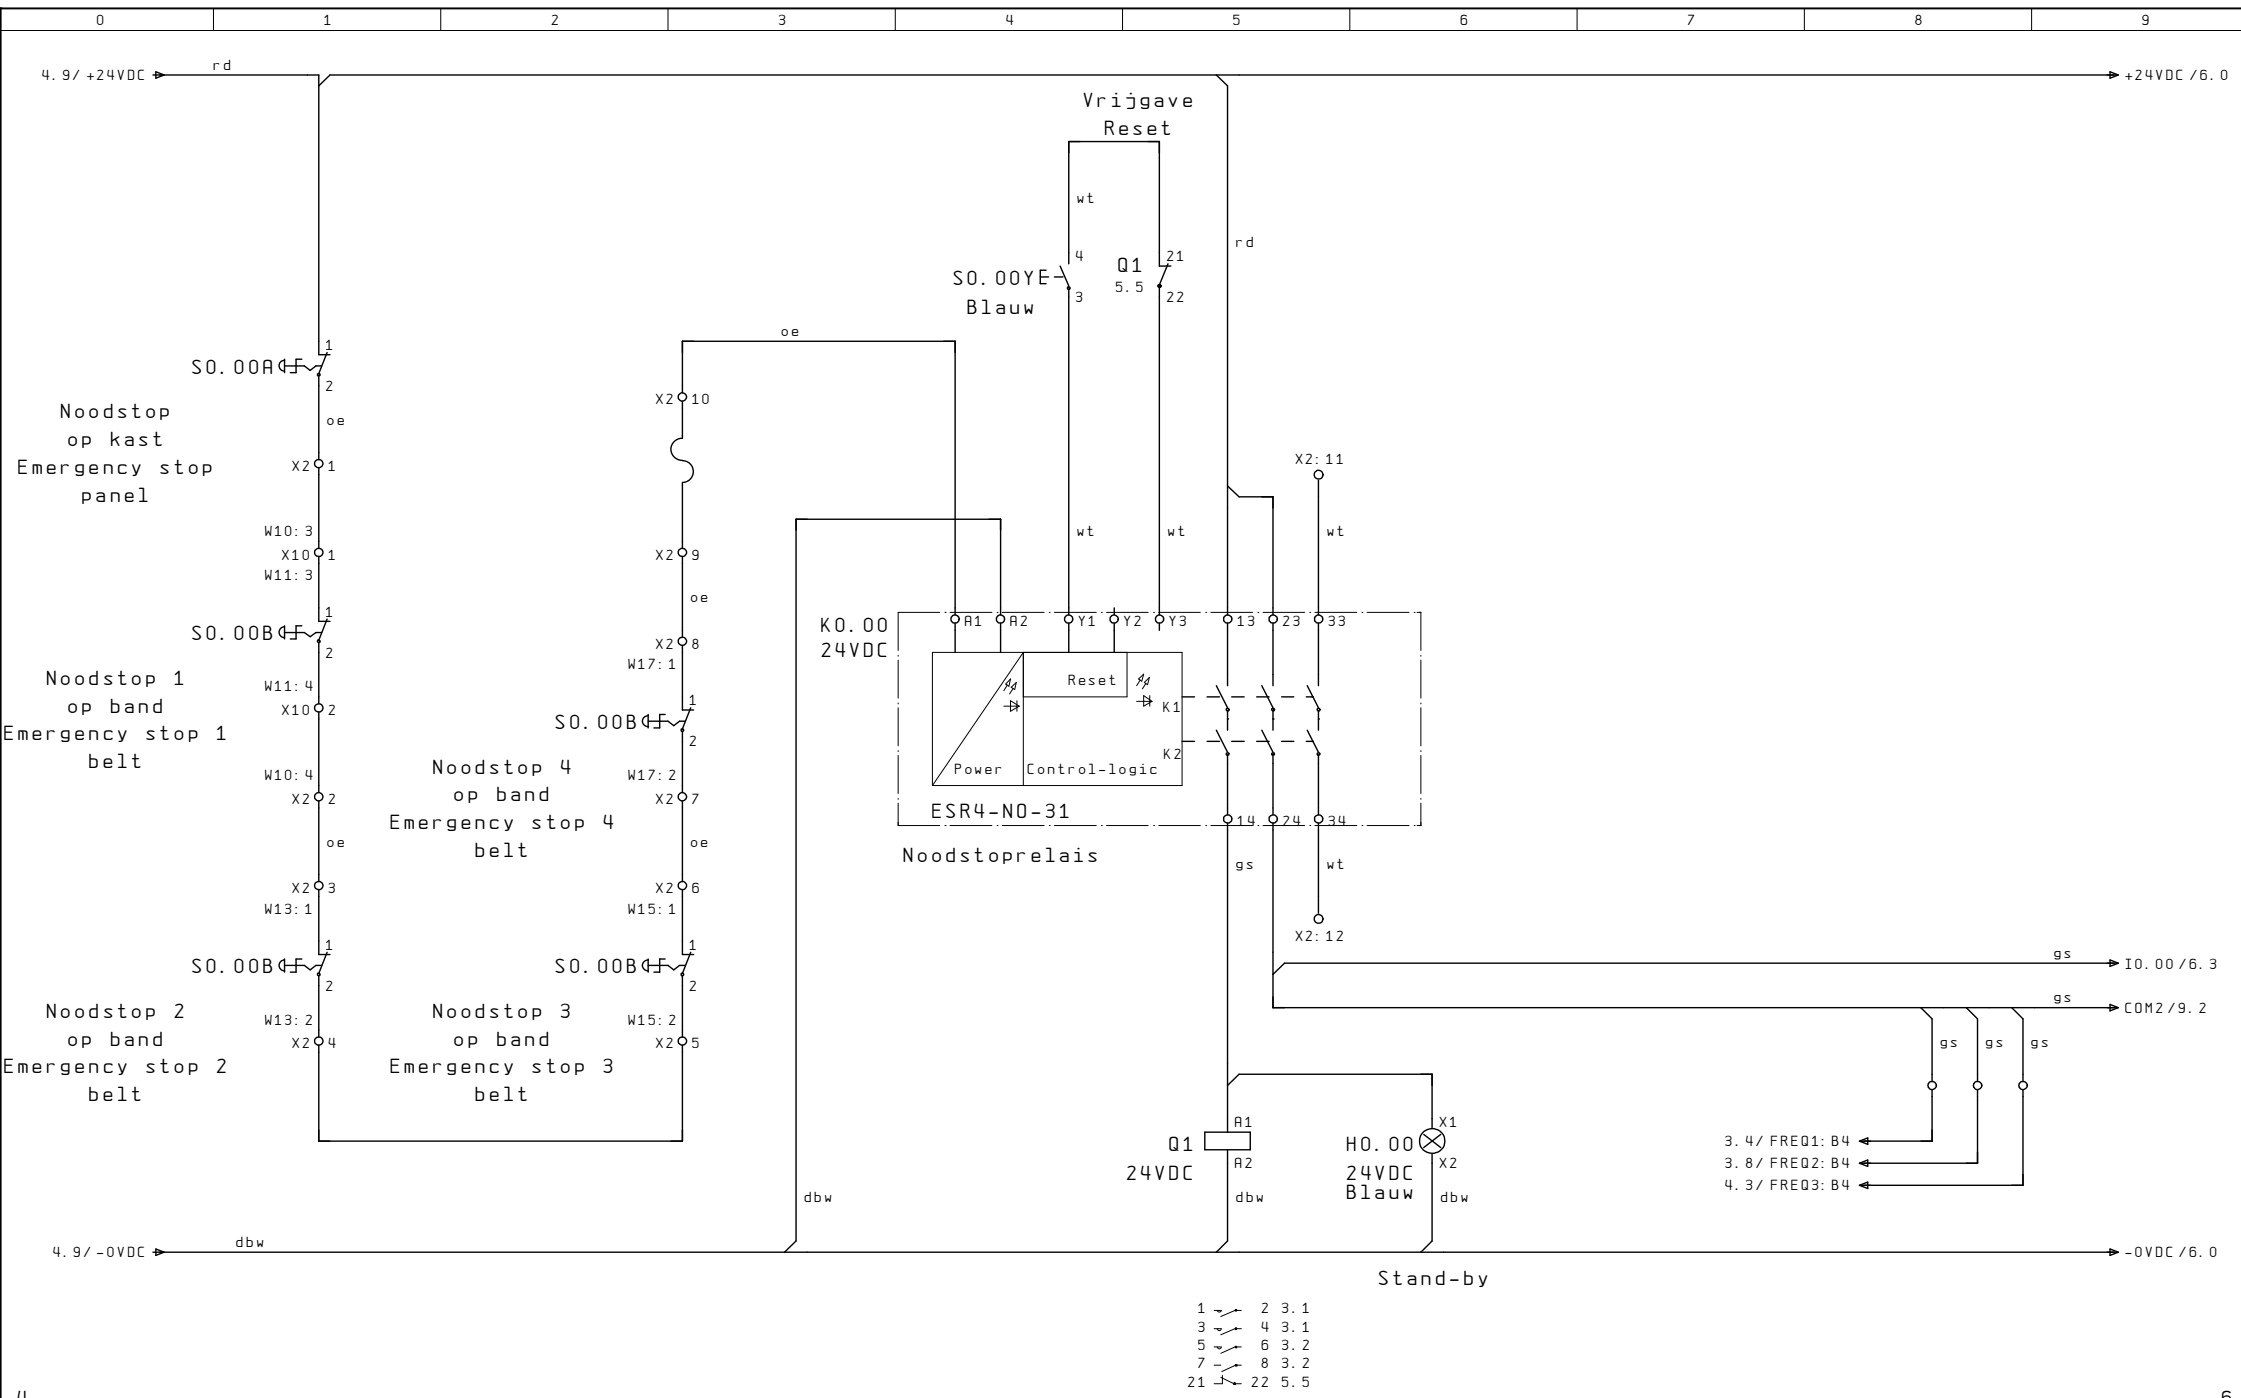 0 1 2 3 4 5 6 7 8 9
4.9/+24VDC
rd
+24VDC/6.0
Vrijgave
Reset
wt
rd
4
S0.00Y
3
Blauw
Q1
5.5
21
22
oe
1
S0.00A
2
Noodstop
op kast
Emergency stop
panel
oe
X2 1
W10:3
X10 1
W11:3
1
S0.00B
2
Noodstop 1
op band
Emergency stop 1
belt
W11:4
X10 2
W10:4
X2 2
oe
X2 3
W13:1
1
S0.00B
2
Noodstop 2
op band
Emergency stop 2
belt
W13:2
X2 4
X2 10
X2 9
oe
X2 8
W17:1
1
S0.00B
2
Noodstop 4
op band
Emergency stop 4
belt
W17:2
X2 7
oe
X2 6
W15:1
1
S0.00B
2
Noodstop 3
op band
Emergency stop 3
belt
W15:2
X2 5
wt
wt
X2:11
wt
K0.00
24VDC
A1 A2 Y1 Y2 Y3 13 23 33
Reset
K1
K2
Power
Control-logic
ESR4-NO-31
14 24 34
Noodstoprelais
gs
wt
X2:12
gs
I0.00/6.3
gs
COM2/9.2
gs gs gs
A1
Q1
24VDC
A2
X1
H0.00
24VDC
Blauw
X2
3.4/FREQ1:B4
3.8/FREQ2:B4
4.3/FREQ3:B4
dbw
dbw
dbw
4.9/-0VDC
dbw
-0VDC/6.0
Stand-by
1 2 3.1
3 4 3.1
5 6 3.2
7 8 3.2
21 22 5.5
4
6